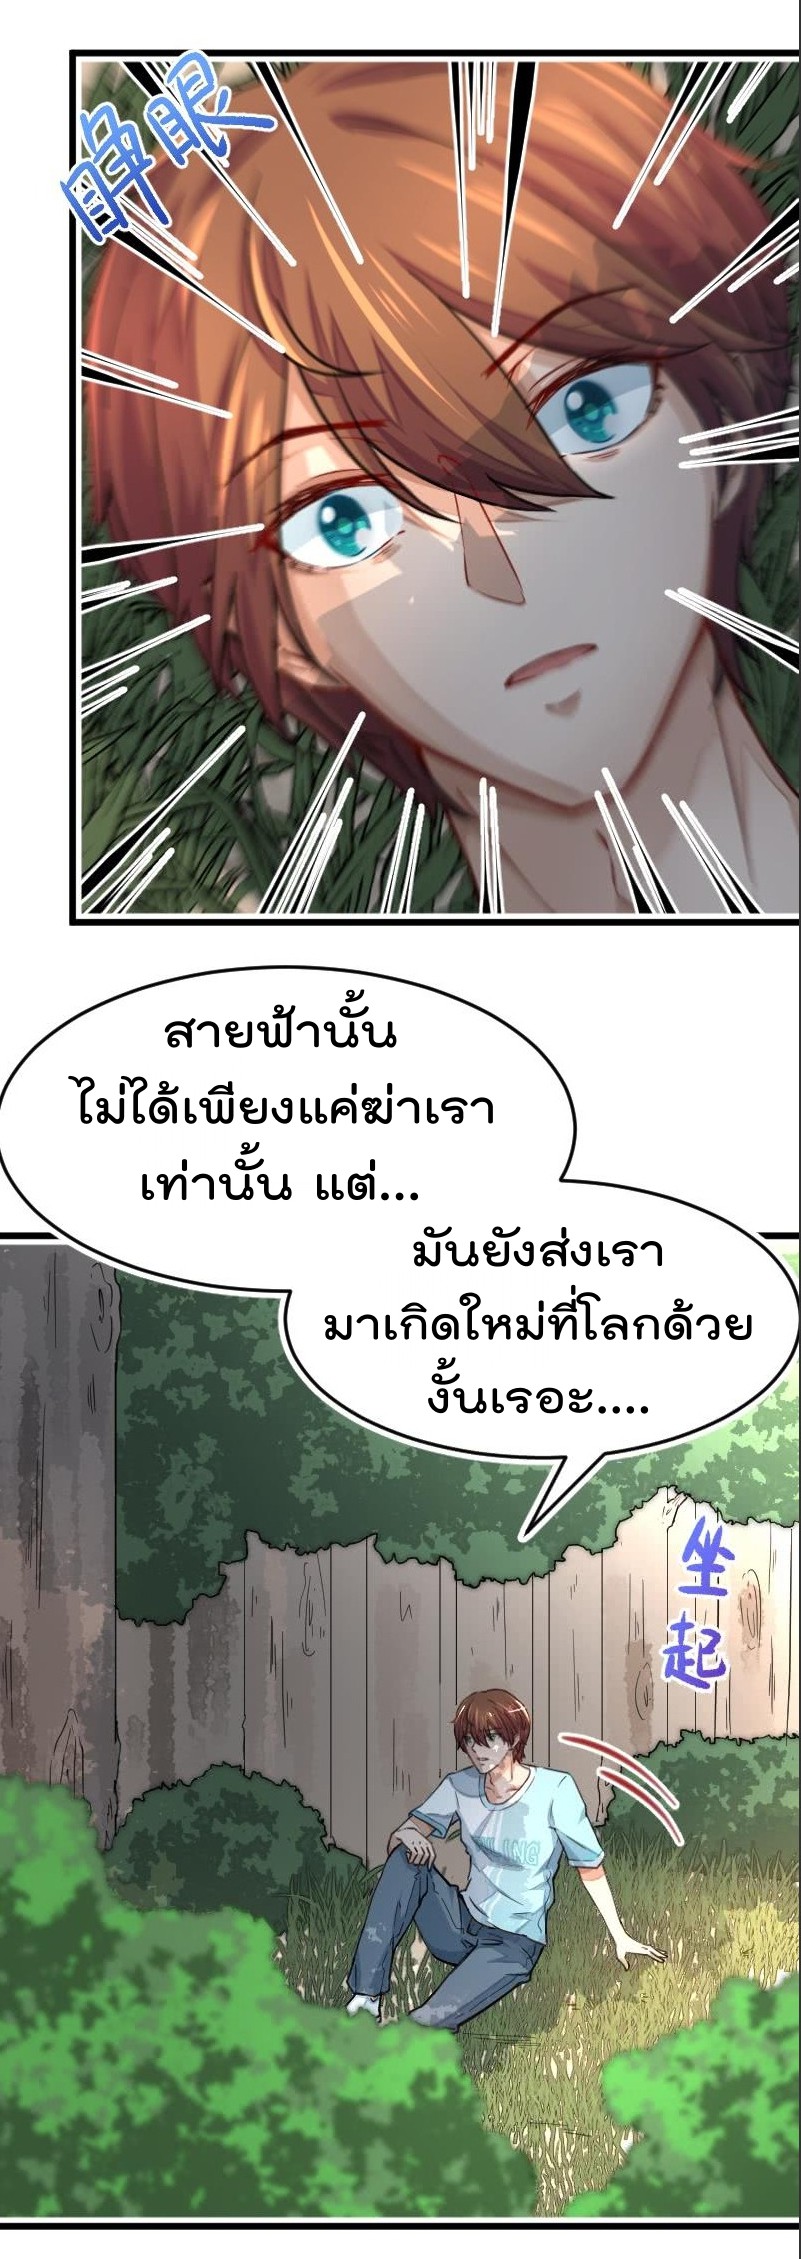 睁眼
สายฟ้านั้น
ไม่ได้เพียงแค่ฆ่าเรา
เท่านั้น แต่...
มันยังส่งเรา
มาเกิดใหม่ที่โลกด้วย
งั้นเรอะ....
坐起